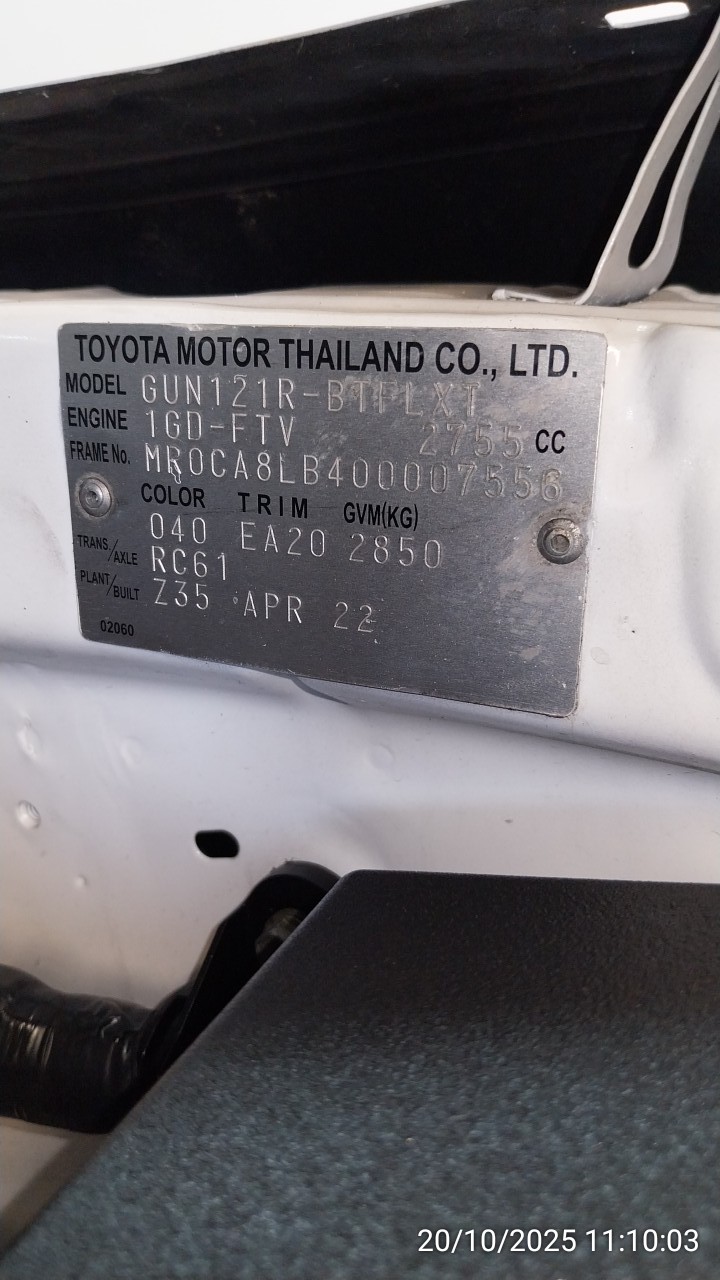 TOYOTA MOTOR THAILAND CO., LTD.
MODEL GUN121R-BTFLXT
ENGINE 1GD-FTV 2755 CC
FRAME No. MR0CA8LB400007556
COLOR TRIM GVM(KG)
040 EA20 2850
TRANS./AXLE RC61
PLANT/BUILT Z35 APR 22
02060
20/10/2025 11:10:03